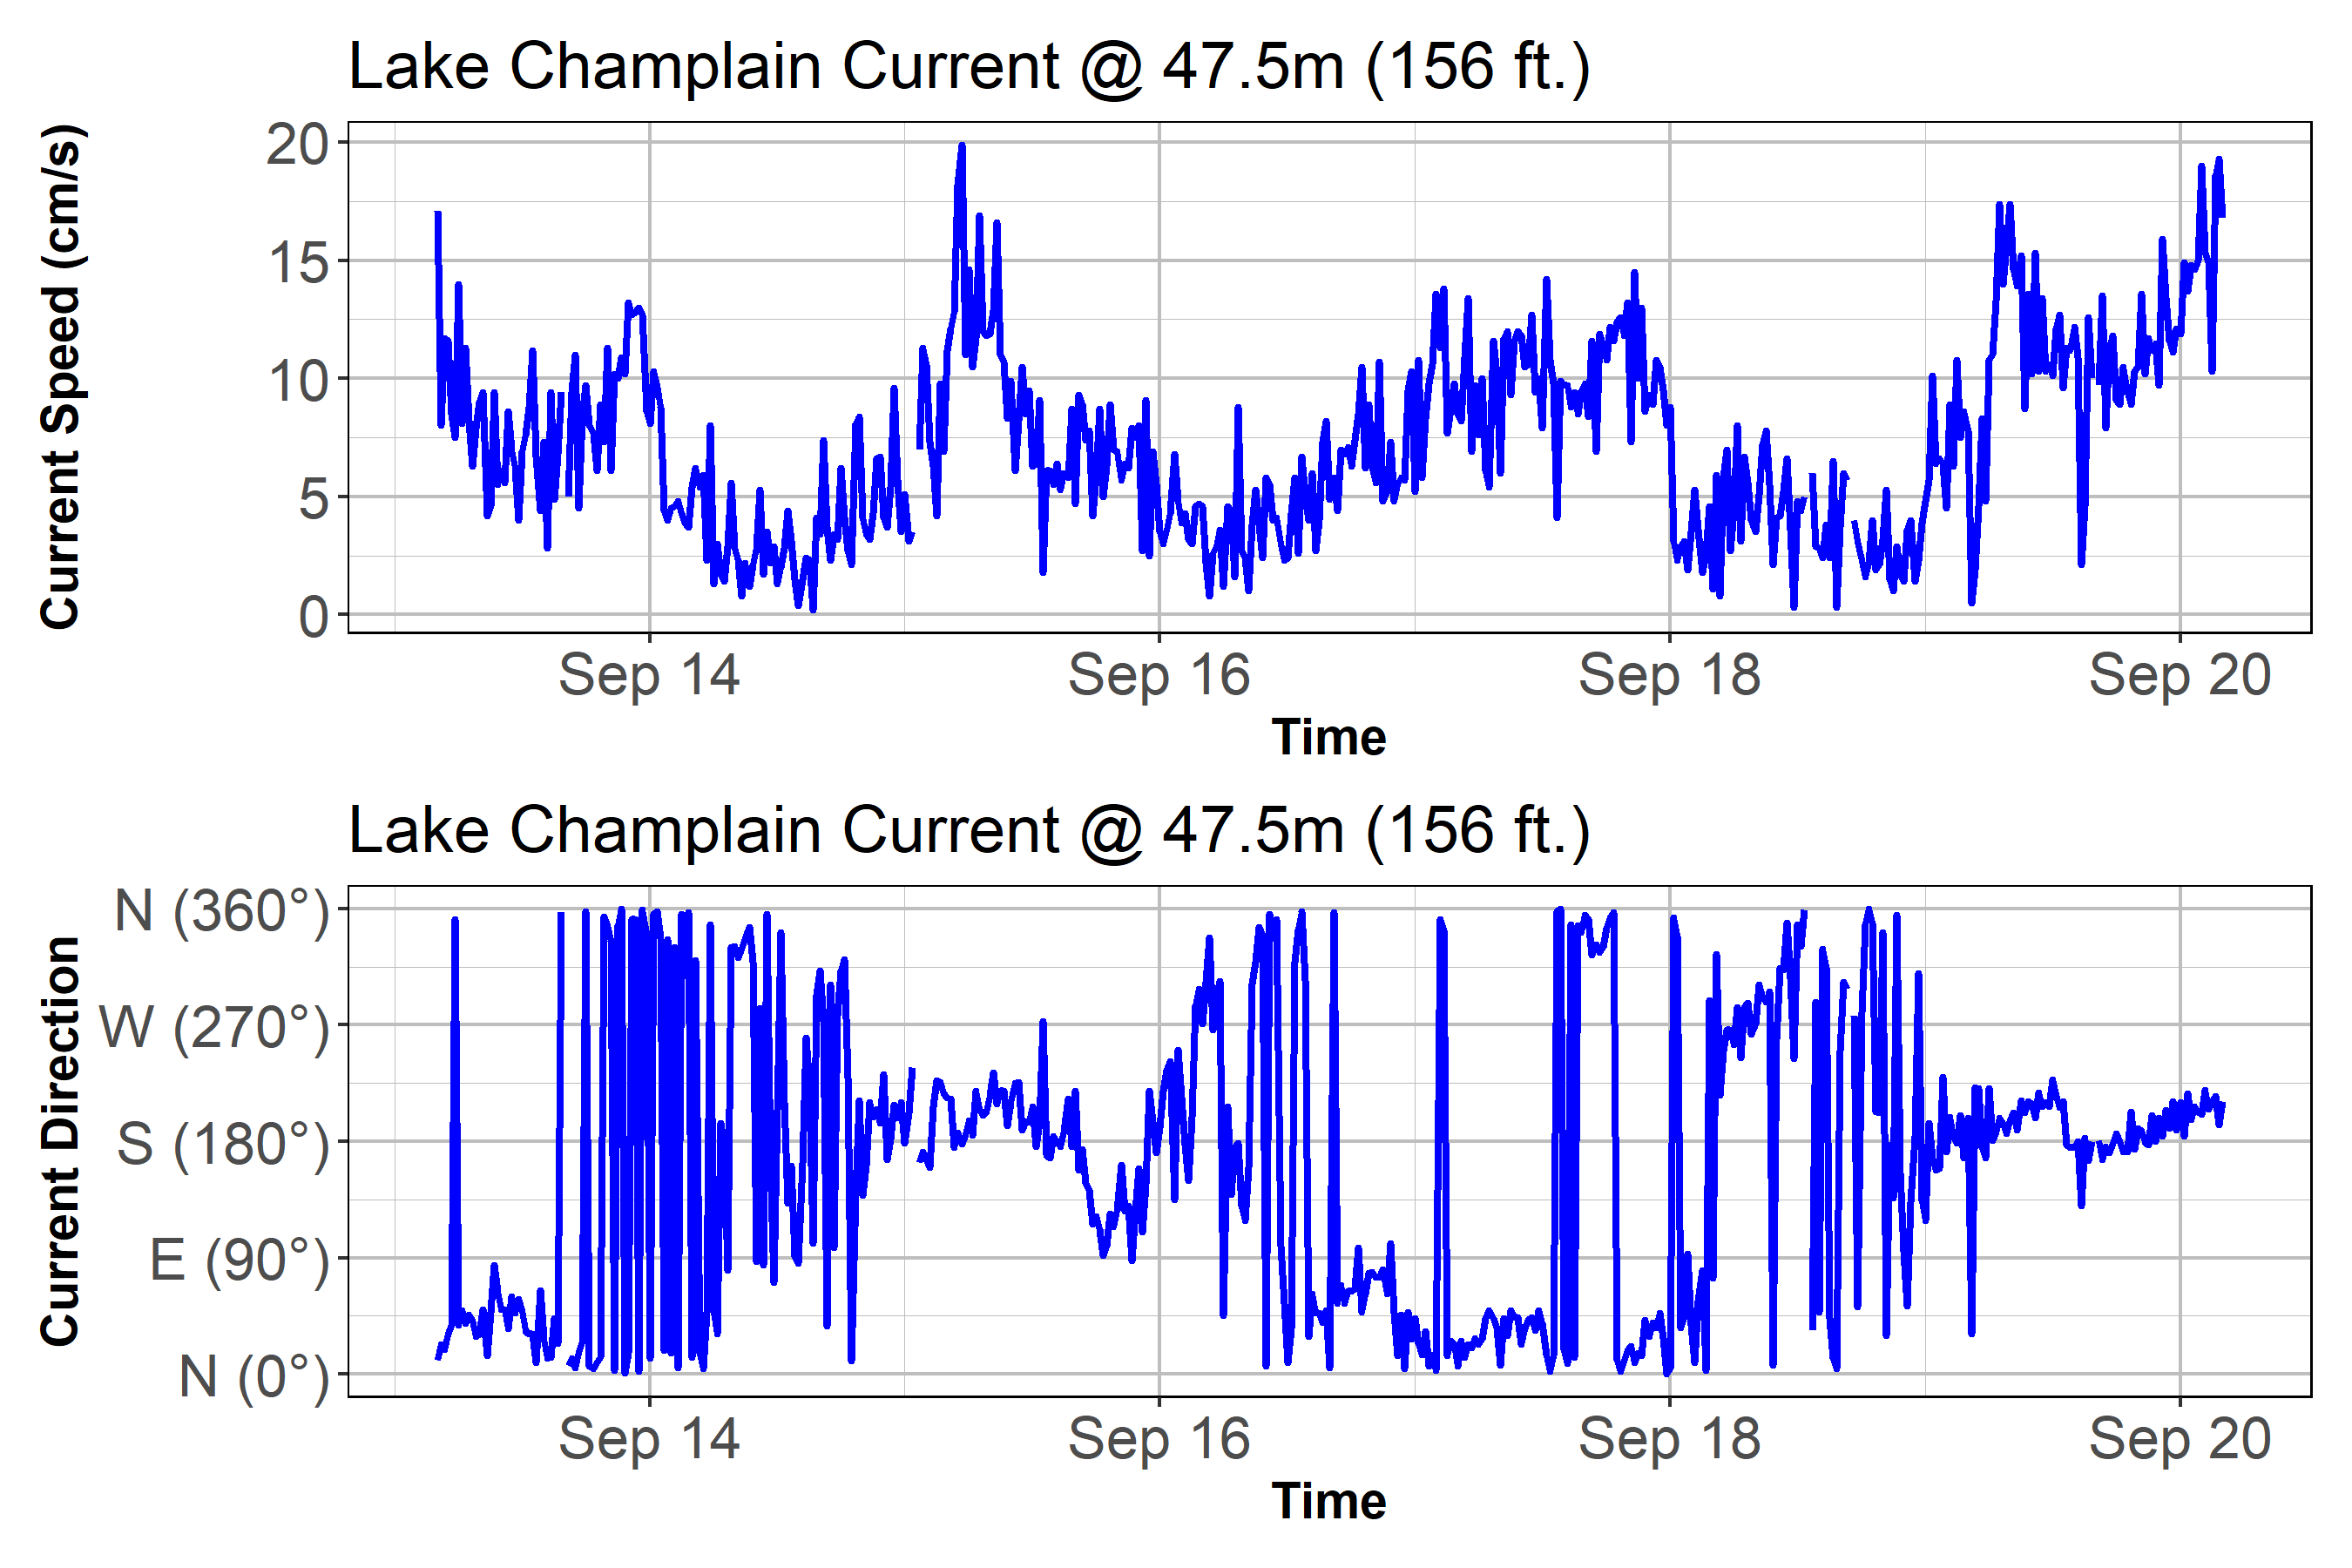 Lake Champlain Current @ 47.5m (156 ft.)
Current Speed (cm/s)
20
15
10
5
0
Sep 14 Sep 16 Sep 18 Sep 20
Time
Lake Champlain Current @ 47.5m (156 ft.)
Current Direction
N (360°)
W (270°)
S (180°)
E (90°)
N (0°)
Sep 14 Sep 16 Sep 18 Sep 20
Time